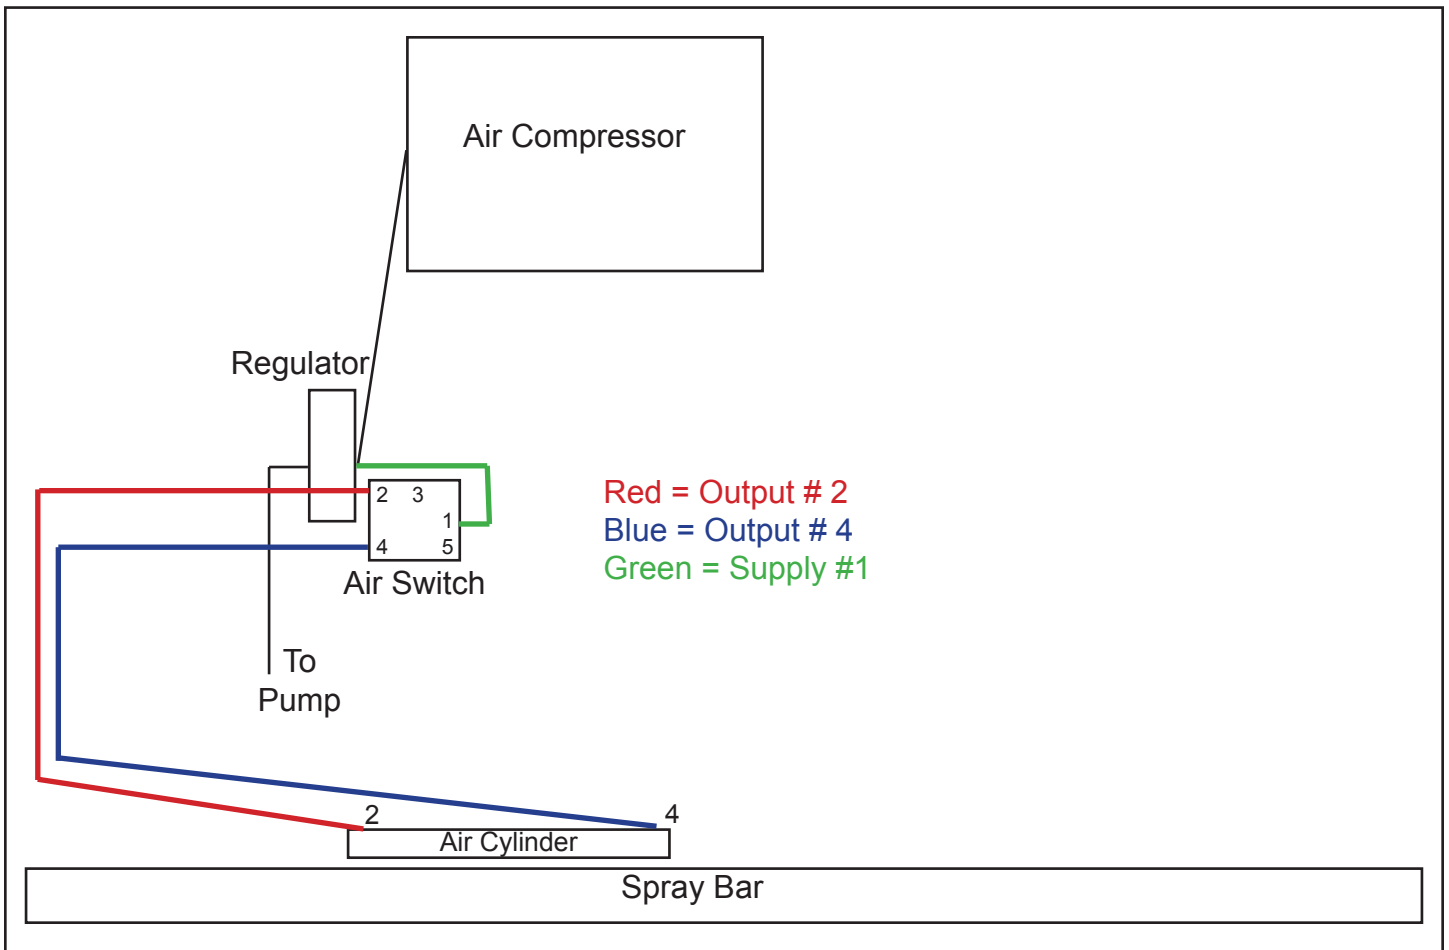 Air Compressor
Regulator
2 3
1
4 5
Red = Output # 2
Blue = Output # 4
Green = Supply #1
Air Switch
To
Pump
2
4
Air Cylinder
Spray Bar